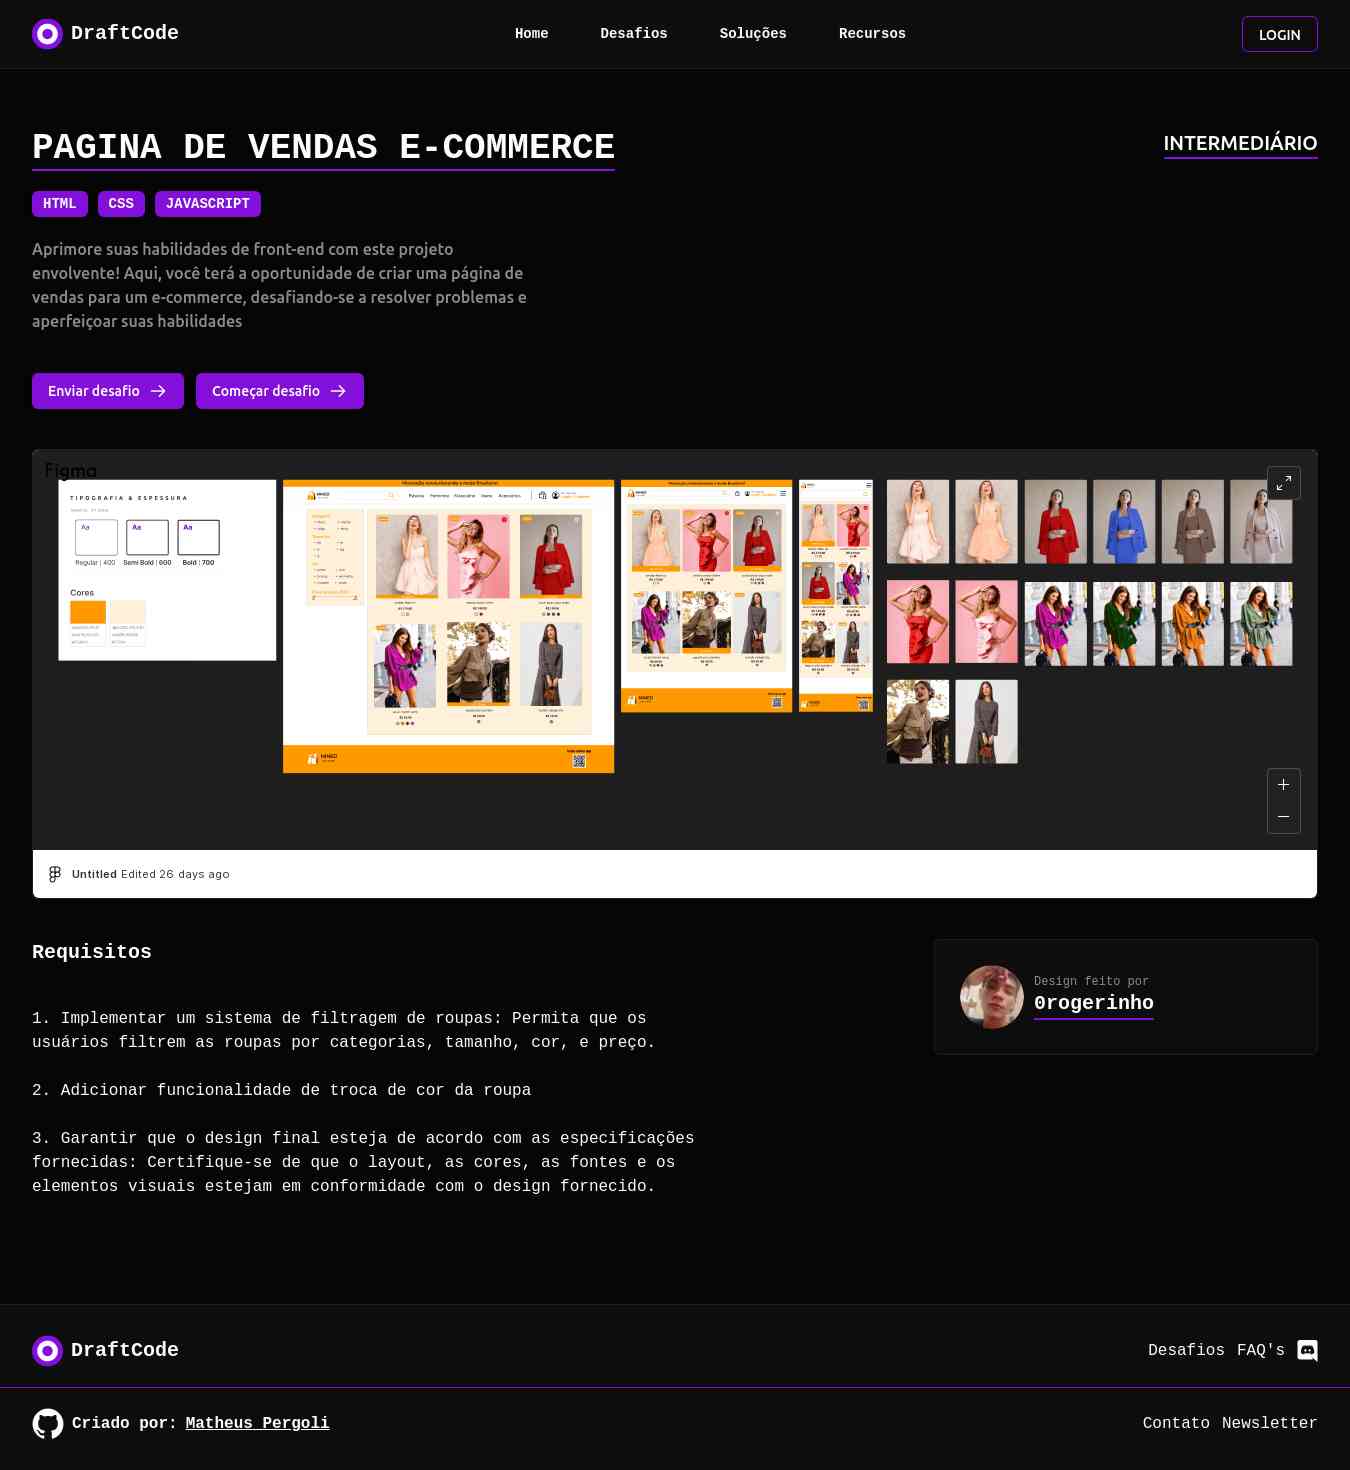 DraftCode
Home Desafios Soluções Recursos
LOGIN
PAGINA DE VENDAS E-COMMERCE
INTERMEDIÁRIO
HTML CSS JAVASCRIPT
Aprimore suas habilidades de front-end com este projeto
envolvente! Aqui, você terá a oportunidade de criar uma página de
vendas para um e-commerce, desafiando-se a resolver problemas e
aperfeiçoar suas habilidades
Enviar desafio
Começar desafio
Figma
TIPOGRAFIA & ESPESSURA
Aa Aa Aa
Regular | 400 Semi Bold | 600 Bold | 700
Cores
Untitled Edited 26 days ago
Requisitos
1. Implementar um sistema de filtragem de roupas: Permita que os
usuários filtrem as roupas por categorias, tamanho, cor, e preço.
2. Adicionar funcionalidade de troca de cor da roupa
3. Garantir que o design final esteja de acordo com as especificações
fornecidas: Certifique-se de que o layout, as cores, as fontes e os
elementos visuais estejam em conformidade com o design fornecido.
Design feito por
0rogerinho
DraftCode
Desafios FAQ's
Criado por: Matheus Pergoli
Contato Newsletter